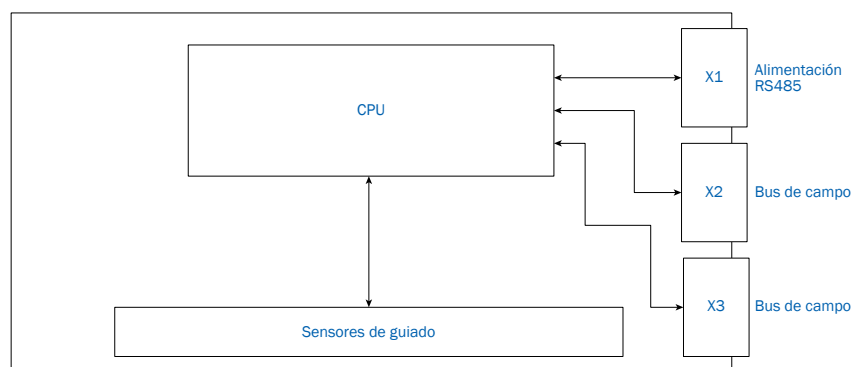 CPU
X1
Alimentación
RS485
X2
Bus de campo
X3
Bus de campo
Sensores de guiado